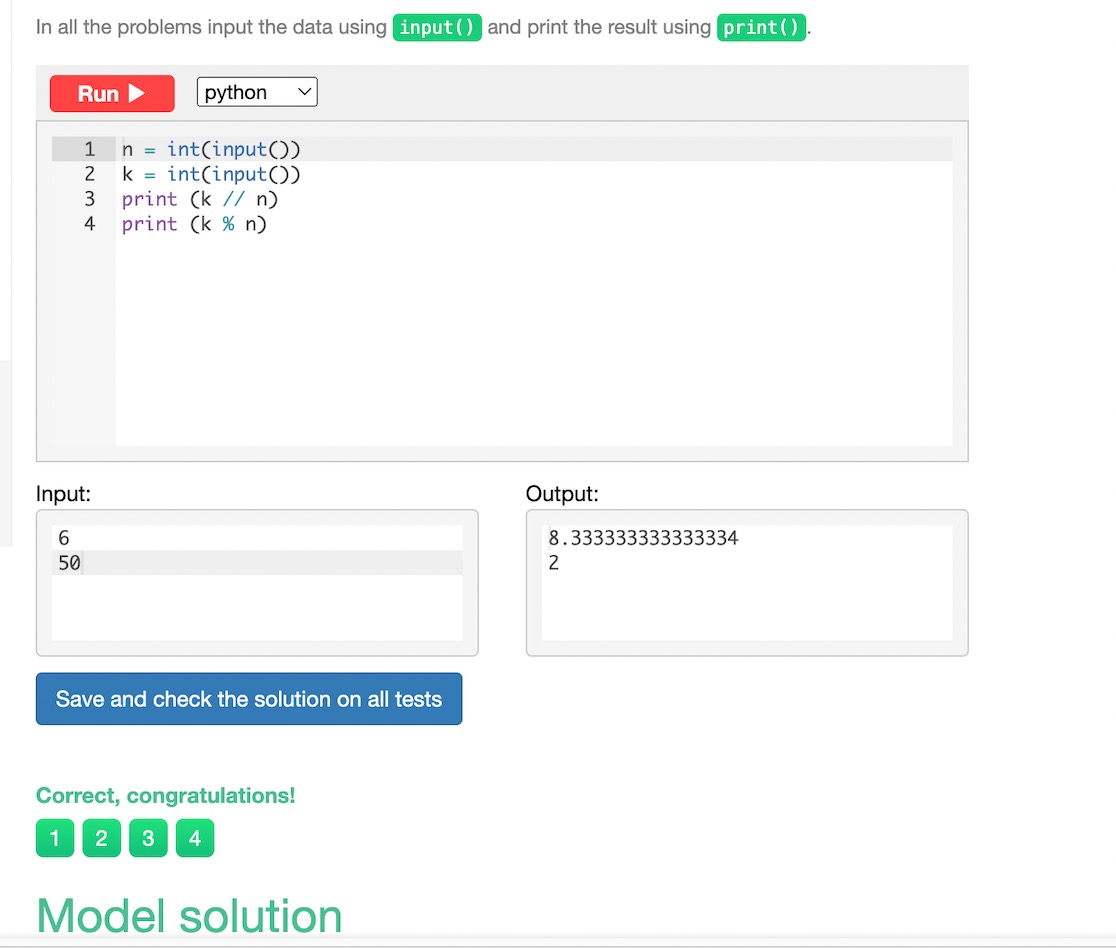 In all the problems input the data using input() and print the result using print().
Run
python
1 n = int(input())
2 k = int(input())
3 print (k // n)
4 print (k % n)
Input:
Output:
6
50
8.333333333333334
2
Save and check the solution on all tests
Correct, congratulations!
1 2 3 4
Model solution